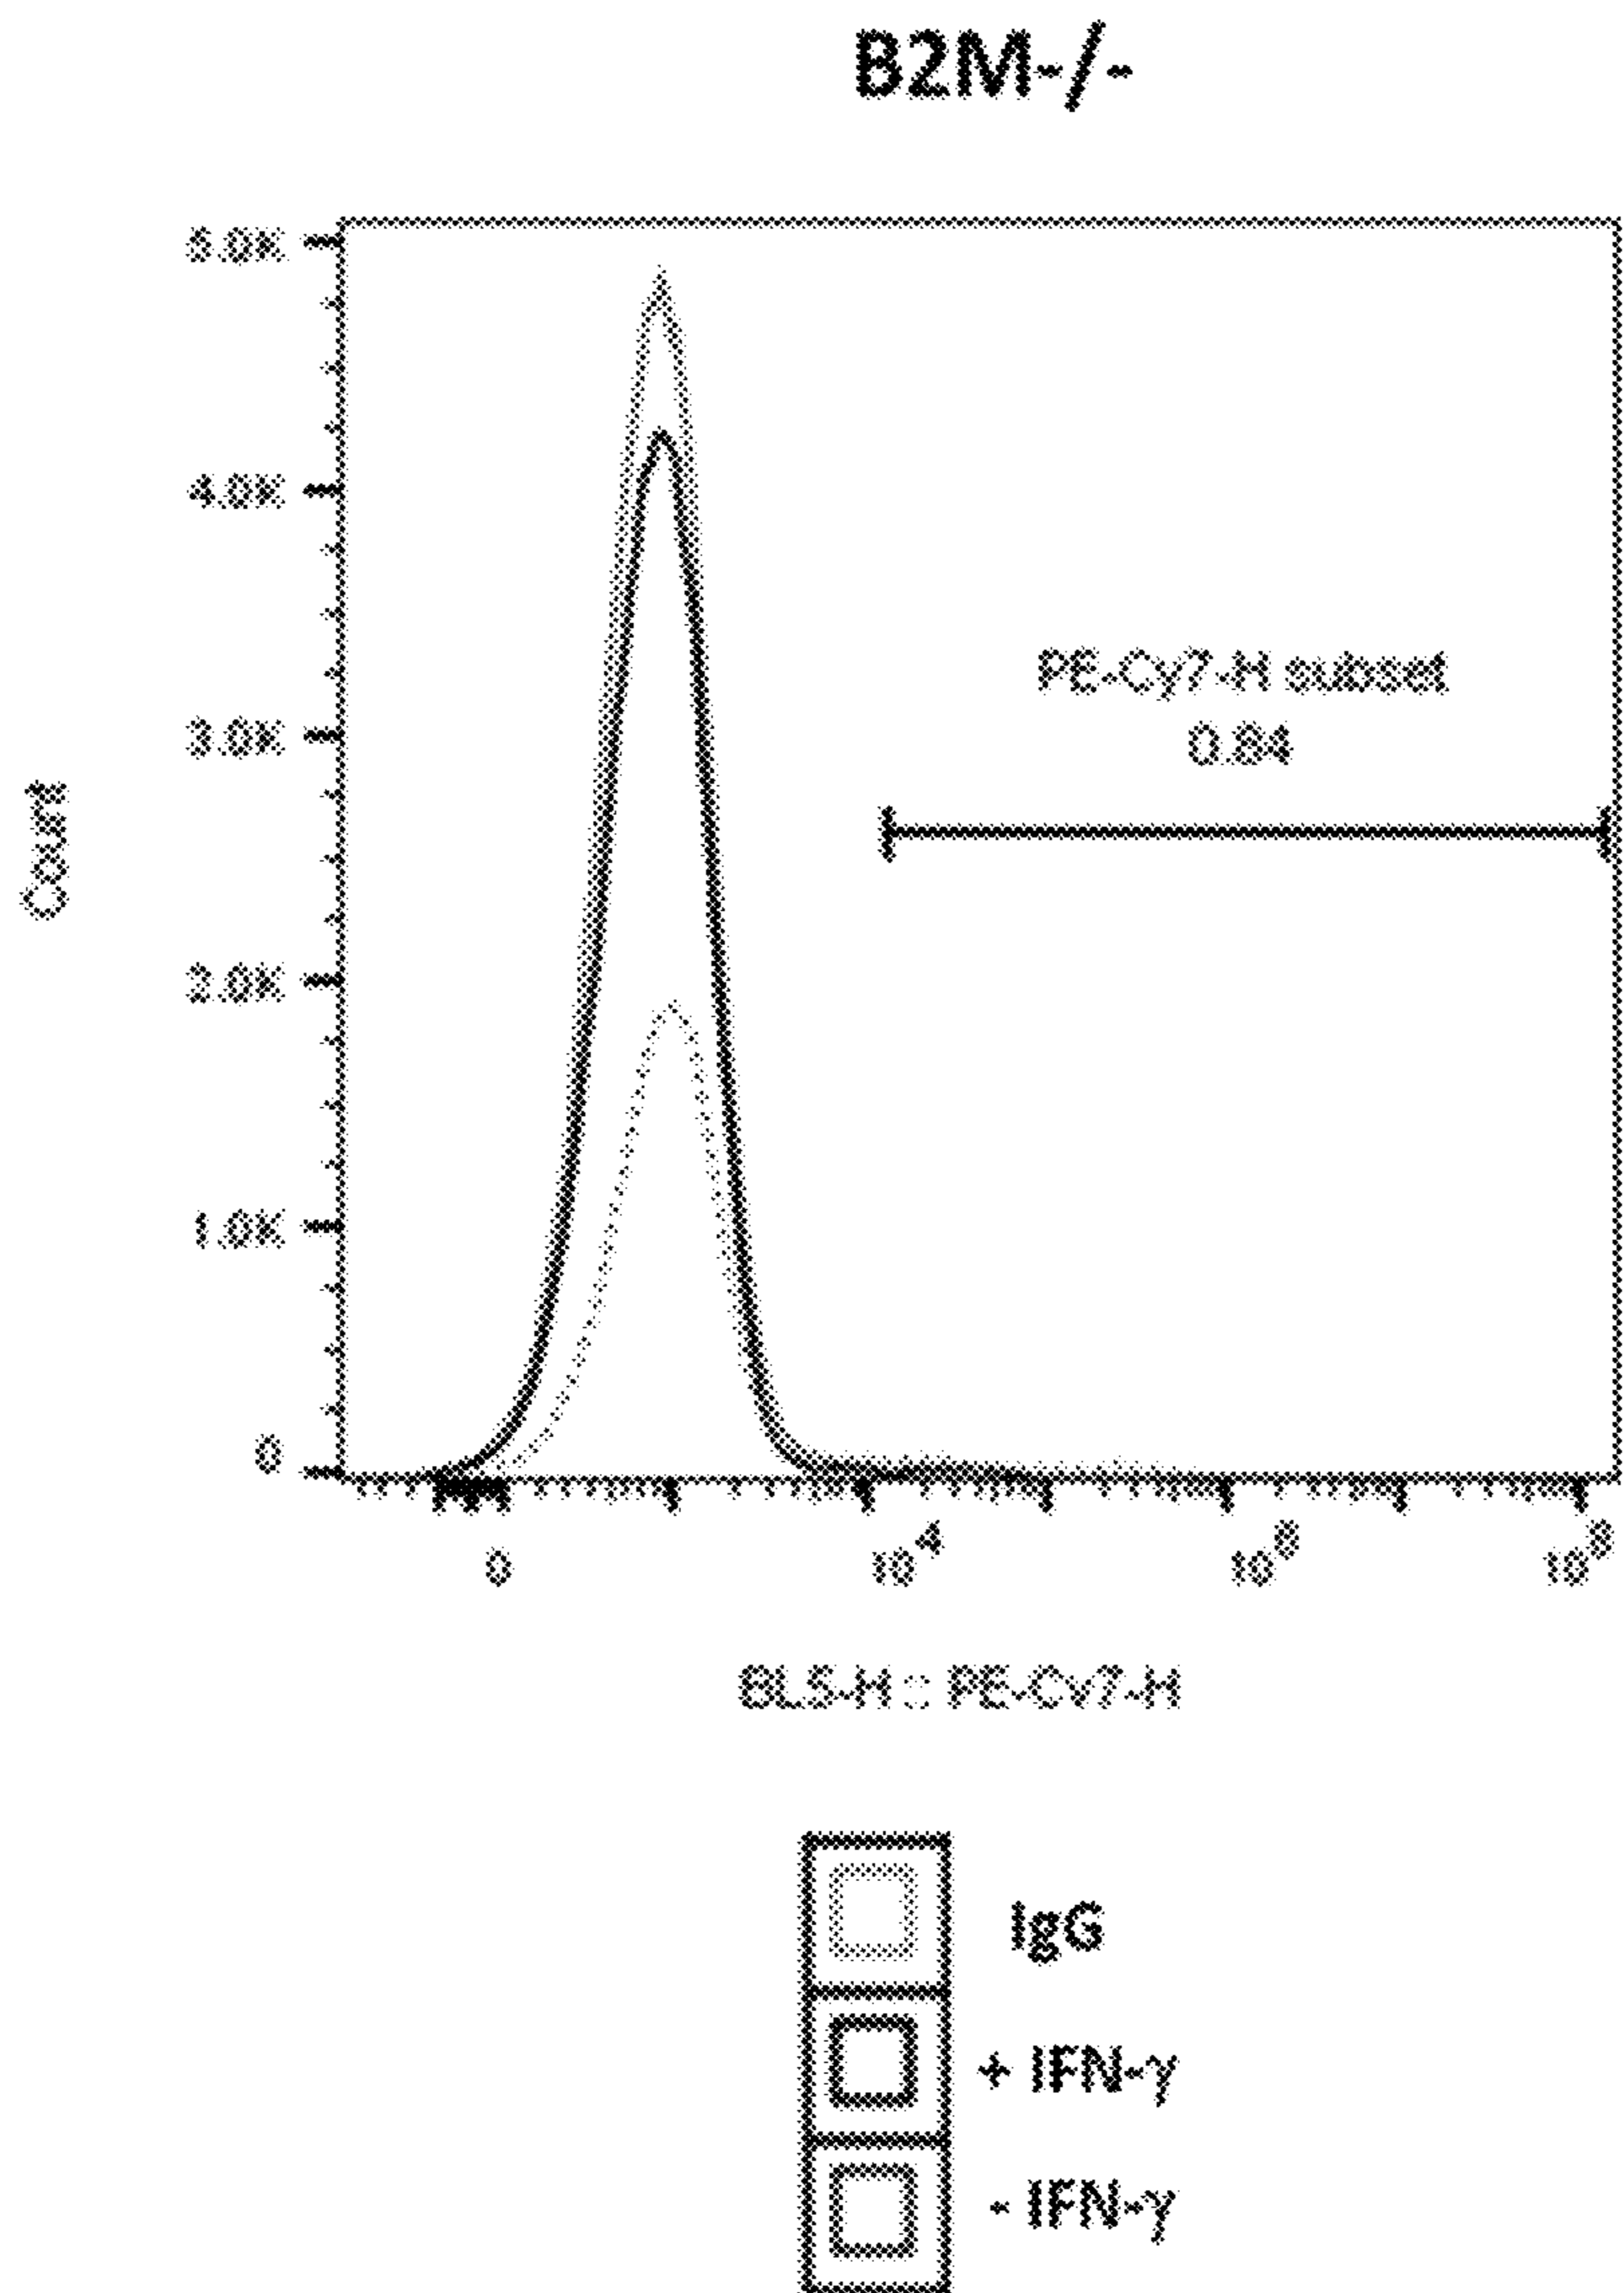 B2M-/-
5.0K
4.0K
3.0K
2.0K
1.0K
0
Count
PE-Cy7-H subset
0.84
0
10^4
10^6
10^8
BL5-H :: PE-Cy7-H
IgG
+ IFN-γ
- IFN-γ